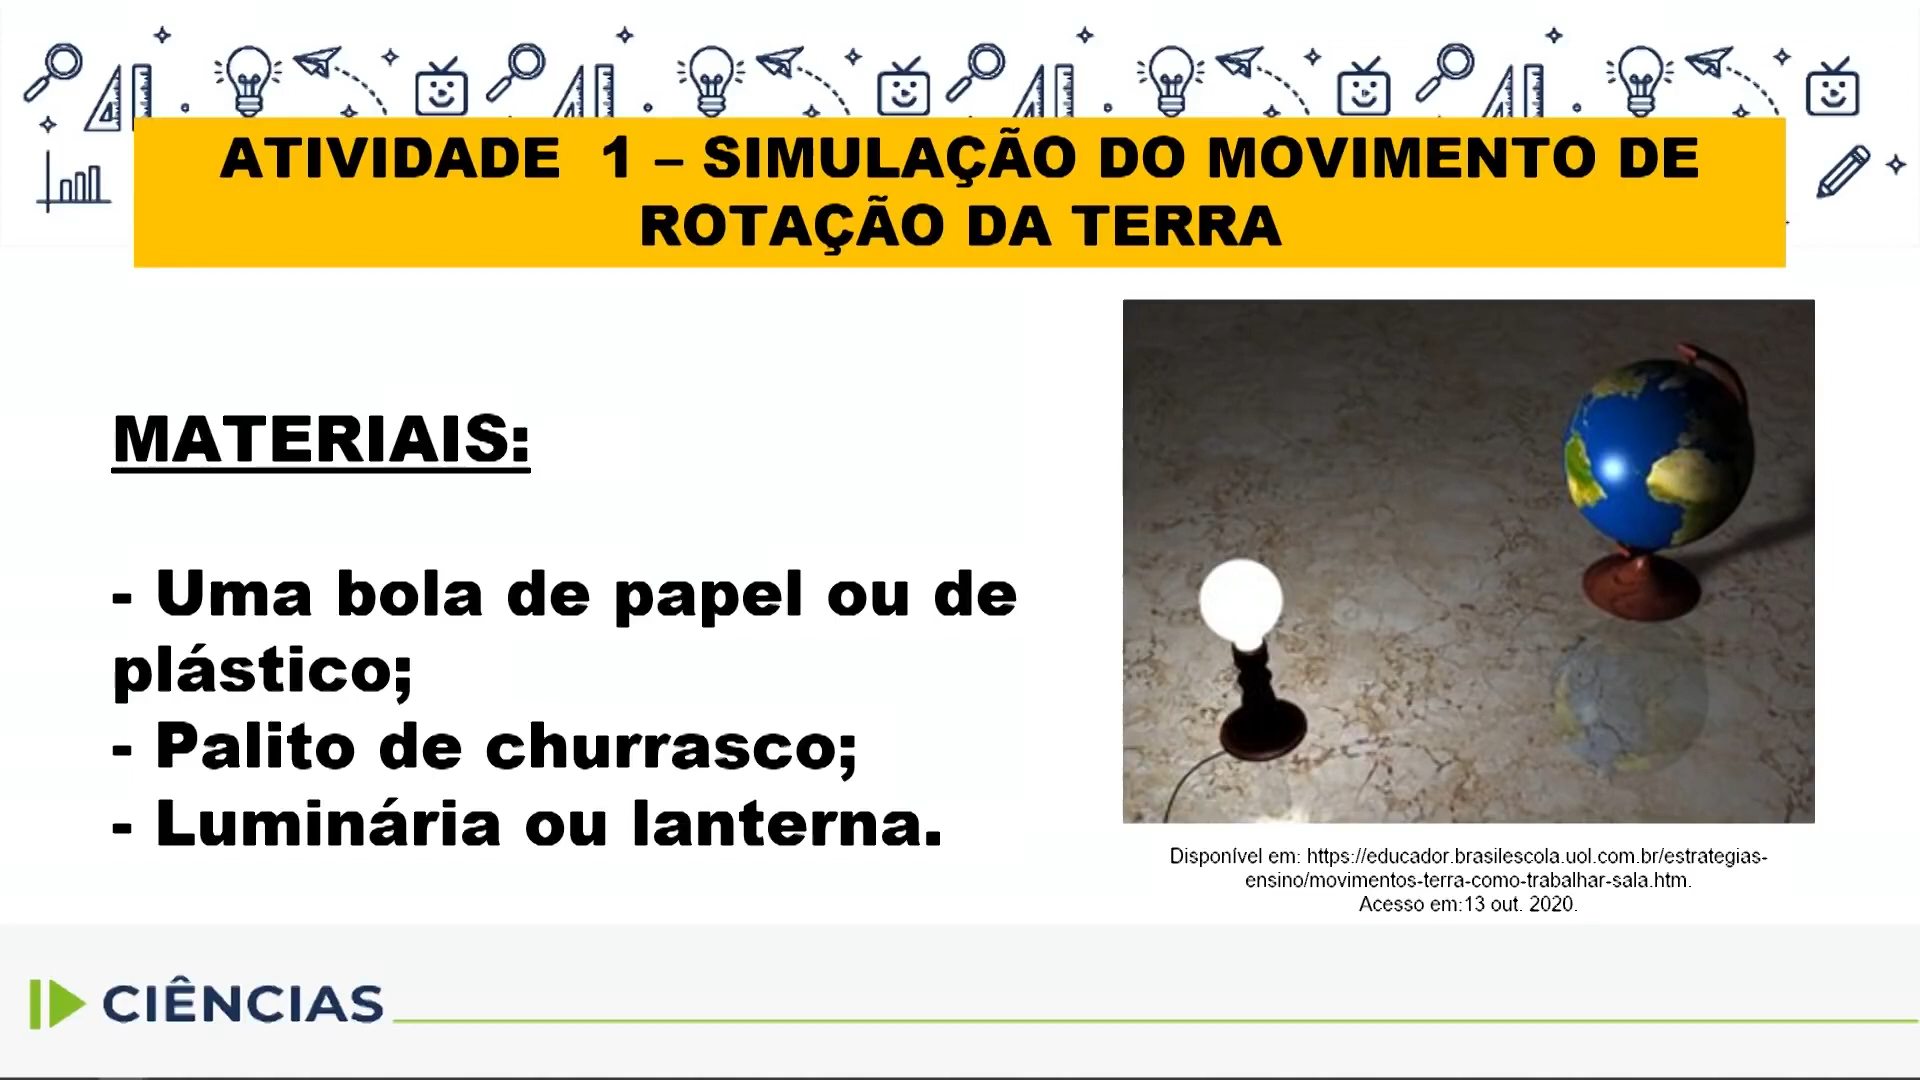 ATIVIDADE 1 – SIMULAÇÃO DO MOVIMENTO DE
ROTAÇÃO DA TERRA
MATERIAIS:
- Uma bola de papel ou de
plástico;
- Palito de churrasco;
- Luminária ou lanterna.
Disponível em: https://educador.brasilescola.uol.com.br/estrategias-
ensino/movimentos-terra-como-trabalhar-sala.htm.
Acesso em:13 out. 2020.
CIÊNCIAS